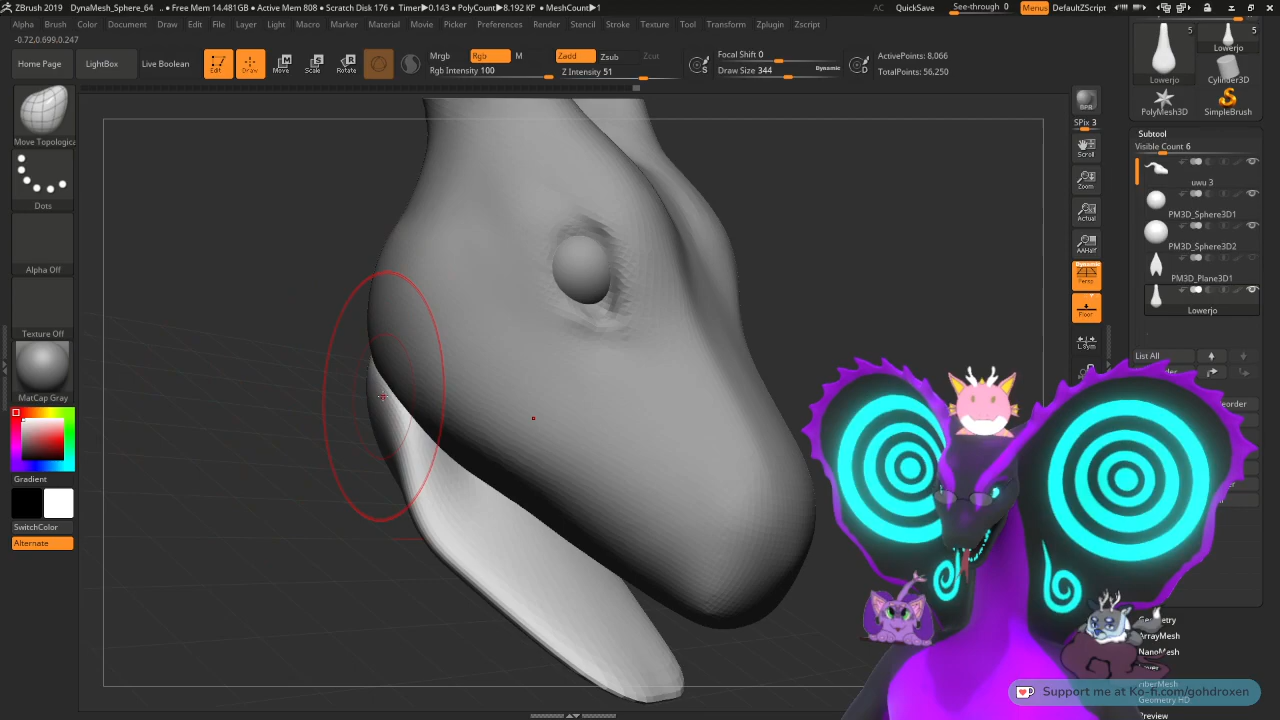 ZBrush 2019 DynaMesh_Sphere_64 .. • Free Mem 14.481GB • Active Mem 808 • Scratch Disk 176 • Timer▶0.143 • PolyCount▶8.192 KP • MeshCount▶1
AC QuickSave See-through 0 Menus DefaultZScript
Alpha Brush Color Document Draw Edit File Layer Light Macro Marker Material Movie Picker Preferences Render Stencil Stroke Texture Tool Transform Zplugin Zscript
-0.72,0.699,0.247
Home Page LightBox Live Boolean Edit Draw Move Scale Rotate
Mrgb Rgb M
Rgb Intensity 100
Zadd Zsub Zcut
Z Intensity 51
Focal Shift 0
Draw Size 344 Dynamic
ActivePoints: 8.066
TotalPoints: 56.250
Move Topologica
Dots
Alpha Off
Texture Off
MatCap Gray
Gradient
SwitchColor
Alternate
BPR
SPix 3
Scroll
Zoom
Actual
AAHalf
Dynamic
Persp
Floor
L.Sym
5 5
Lowerjo
Lowerjo Cylinder3D
PolyMesh3D SimpleBrush
Subtool
Visible Count 6
uwu 3
PM3D_Sphere3D1
PM3D_Sphere3D2
PM3D_Plane3D1
Lowerjo
List All
Geometry
ArrayMesh
NanoMesh
Geometry HD
Preview
Support me at Ko-fi.com/gohdroxen